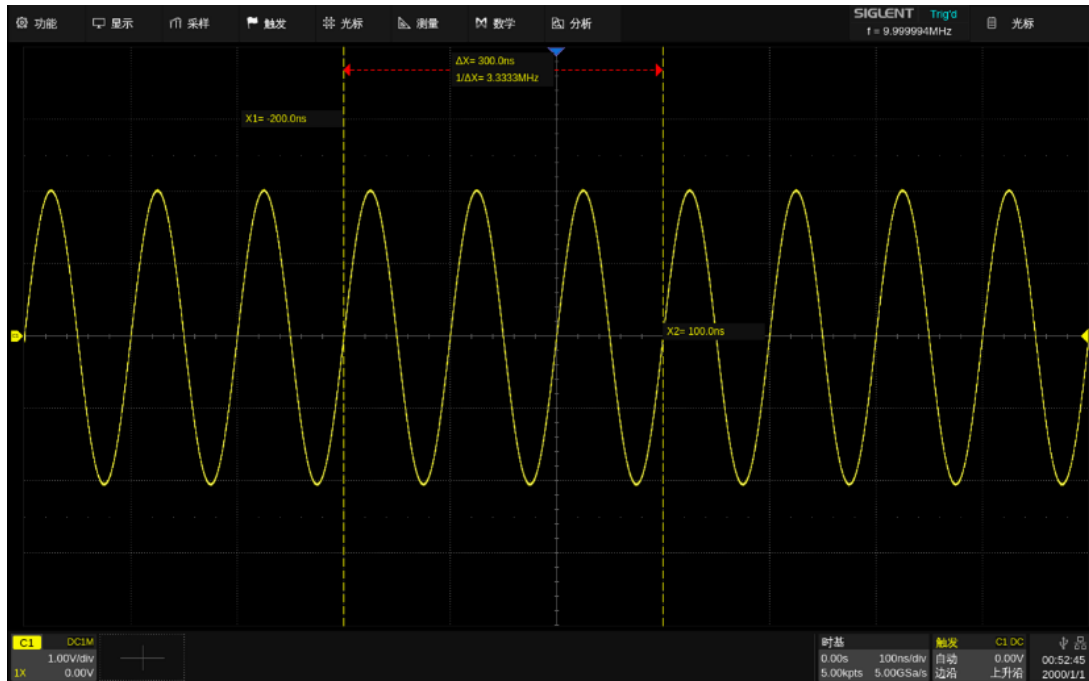 功能 显示 采样 触发 光标 测量 数学 分析 SIGLENT Trig'd
f = 9.999994MHz
光标
ΔX= 300.0ns
1/ΔX= 3.3333MHz
X1= -200.0ns
X2= 100.0ns
C1 DC1M
1.00V/div
1X 0.00V
时基
0.00s 100ns/div
5.00kpts 5.00GSa/s
触发 C1 DC
自动 0.00V
边沿 上升沿
00:52:45
2000/1/1